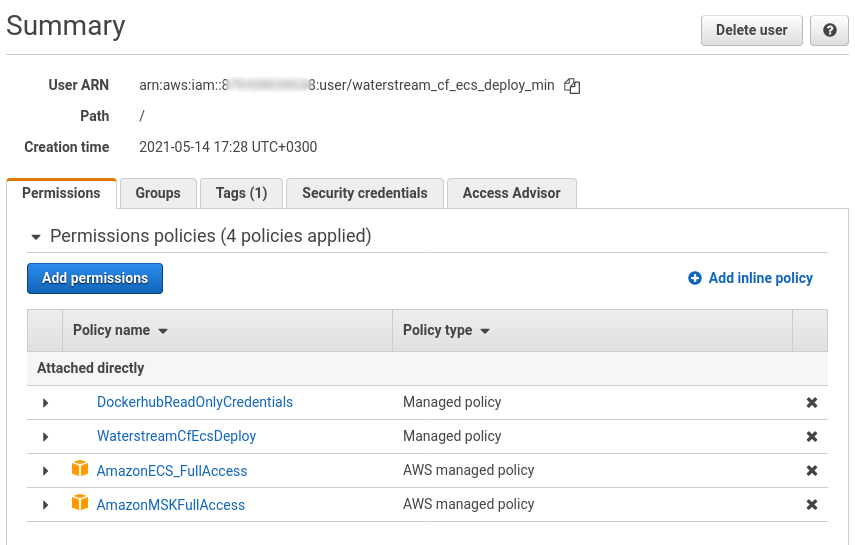 Summary
Delete user
User ARN arn:aws:iam::8 8:user/waterstream_cf_ecs_deploy_min
Path /
Creation time 2021-05-14 17:28 UTC+0300
Permissions Groups Tags (1) Security credentials Access Advisor
Permissions policies (4 policies applied)
Add permissions Add inline policy
Policy name Policy type
Attached directly
DockerhubReadOnlyCredentials Managed policy
WaterstreamCfEcsDeploy Managed policy
AmazonECS_FullAccess AWS managed policy
AmazonMSKFullAccess AWS managed policy